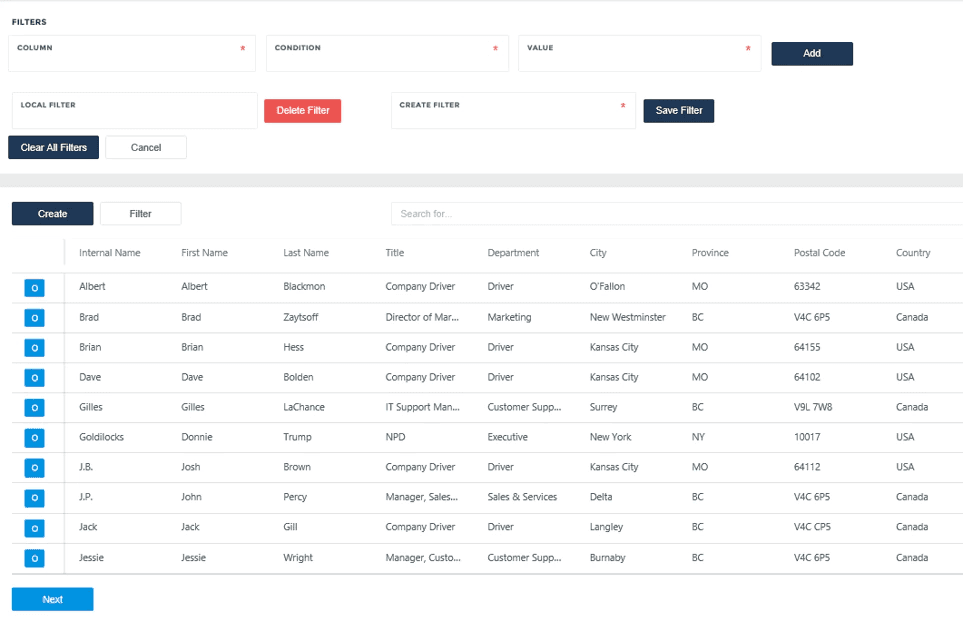 FILTERS
COLUMN * CONDITION * VALUE * Add
LOCAL FILTER Delete Filter CREATE FILTER * Save Filter
Clear All Filters Cancel
Create Filter Search for...
Internal Name First Name Last Name Title Department City Province Postal Code Country
O Albert Albert Blackmon Company Driver Driver O'Fallon MO 63342 USA
O Brad Brad Zaytsoff Director of Mar... Marketing New Westminster BC V4C 6P5 Canada
O Brian Brian Hess Company Driver Driver Kansas City MO 64155 USA
O Dave Dave Bolden Company Driver Driver Kansas City MO 64102 USA
O Gilles Gilles LaChance IT Support Man... Customer Supp... Surrey BC V9L 7W8 Canada
O Goldilocks Donnie Trump NPD Executive New York NY 10017 USA
O J.B. Josh Brown Company Driver Driver Kansas City MO 64112 USA
O J.P. John Percy Manager, Sales... Sales & Services Delta BC V4C 6P5 Canada
O Jack Jack Gill Company Driver Driver Langley BC V4C CP5 Canada
O Jessie Jessie Wright Manager, Custo... Customer Supp... Burnaby BC V4C 6P5 Canada
Next